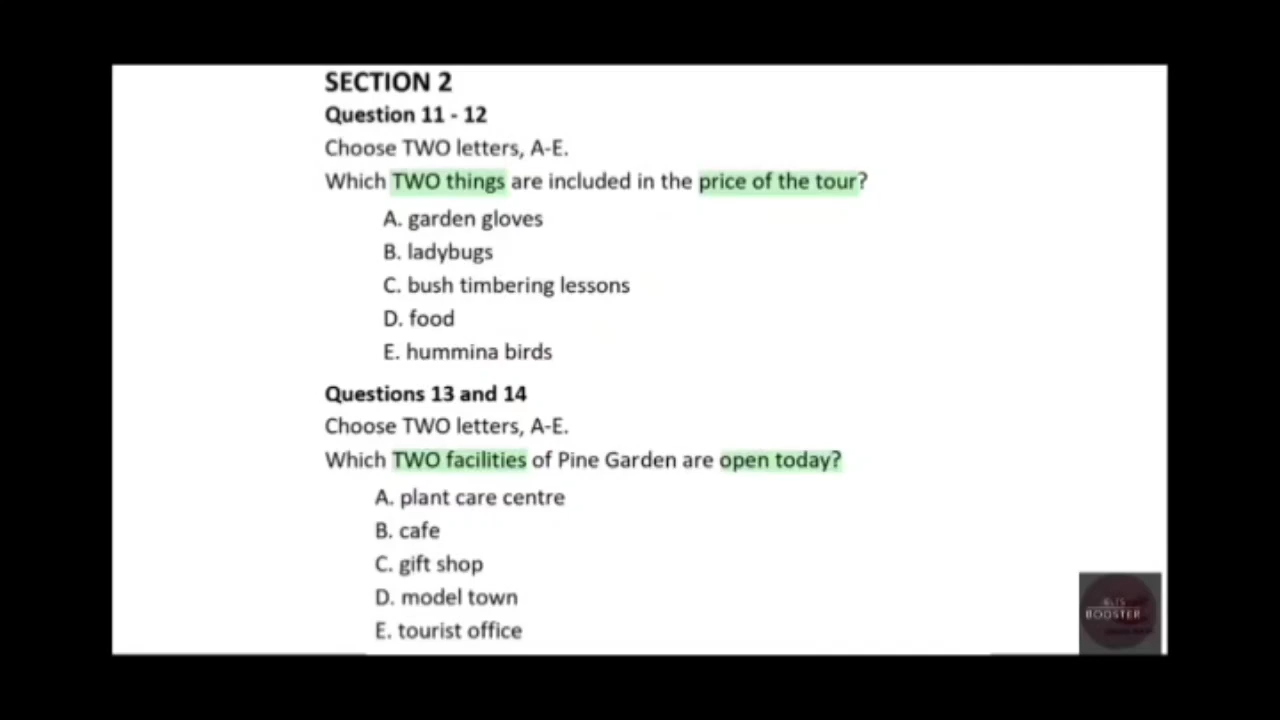 SECTION 2
Question 11 - 12
Choose TWO letters, A-E.
Which TWO things are included in the price of the tour?
A. garden gloves
B. ladybugs
C. bush timbering lessons
D. food
E. hummina birds
Questions 13 and 14
Choose TWO letters, A-E.
Which TWO facilities of Pine Garden are open today?
A. plant care centre
B. cafe
C. gift shop
D. model town
E. tourist office
IELTS
BOOSTER